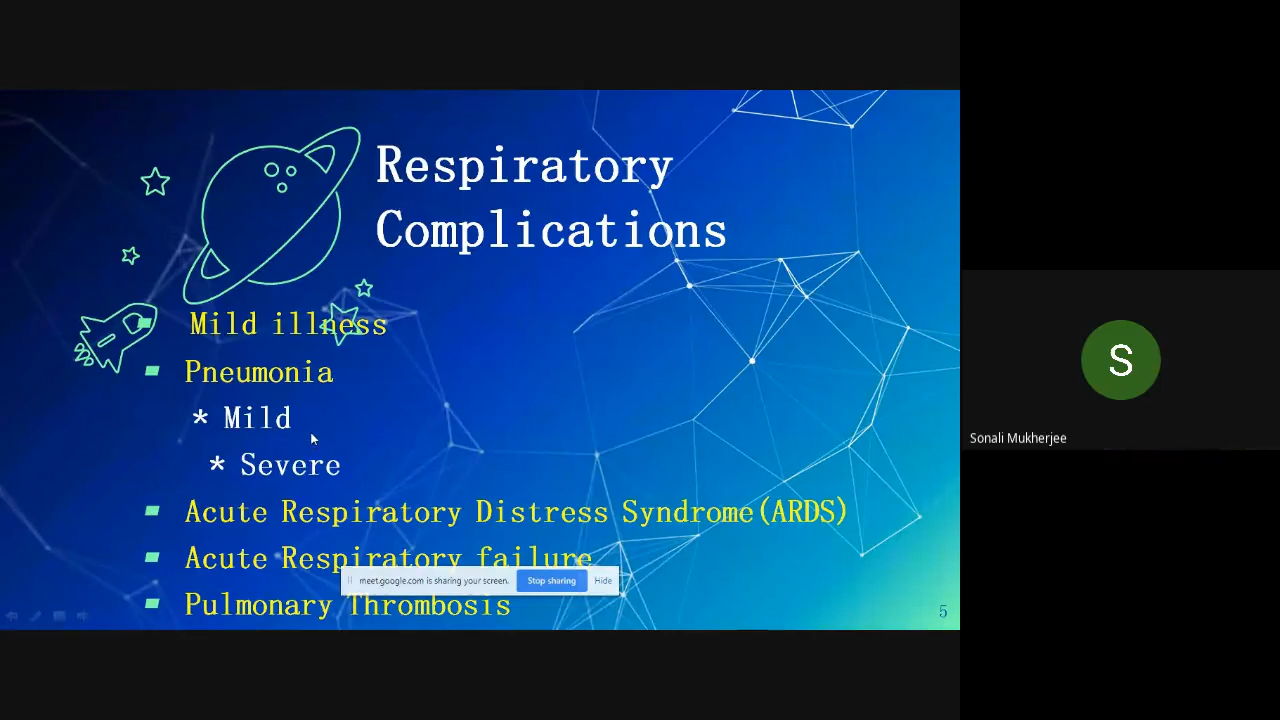 Respiratory
Complications
Mild illness
Pneumonia
* Mild
* Severe
Acute Respiratory Distress Syndrome(ARDS)
Acute Respiratory failure
meet.google.com is sharing your screen. Stop sharing Hide
Pulmonary Thrombosis
5
S
Sonali Mukherjee